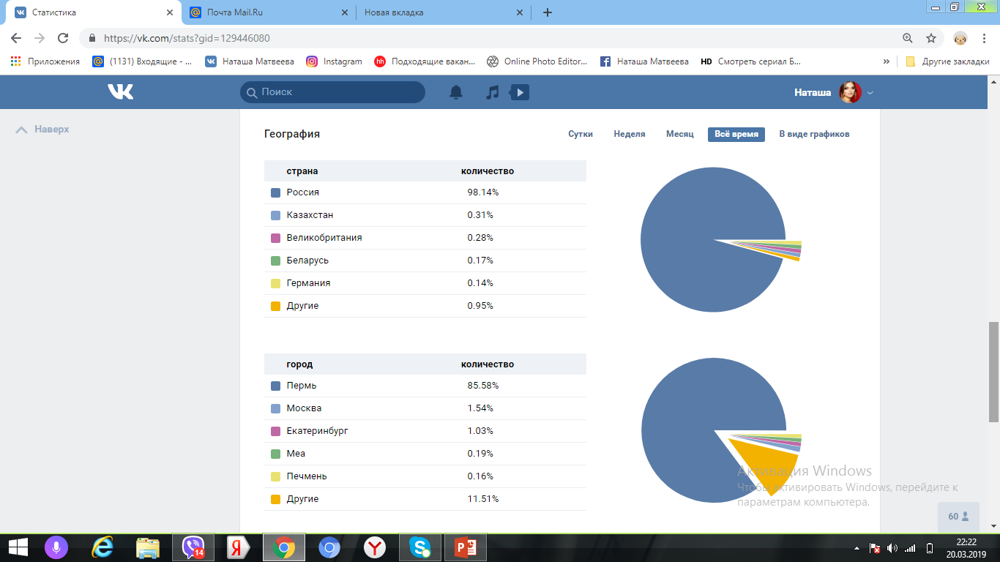 Статистика
Почта Mail.Ru
Новая вкладка
https://vk.com/stats?gid=129446080
Приложения
(1131) Входящие - ...
Наташа Матвеева
Instagram
hh
Подходящие вакан...
Online Photo Editor...
Наташа Матвеева
HD
Смотреть сериал Б...
»
Другие закладки
Поиск
Наташа
Наверх
География
Сутки
Неделя
Месяц
Всё время
В виде графиков
страна количество
Россия 98.14%
Казахстан 0.31%
Великобритания 0.28%
Беларусь 0.17%
Германия 0.14%
Другие 0.95%
город количество
Пермь 85.58%
Москва 1.54%
Екатеринбург 1.03%
Меа 0.19%
Печмень 0.16%
Другие 11.51%
Активация Windows
Чтобы активировать Windows, перейдите к
параметрам компьютера.
60
14
22:22
20.03.2019